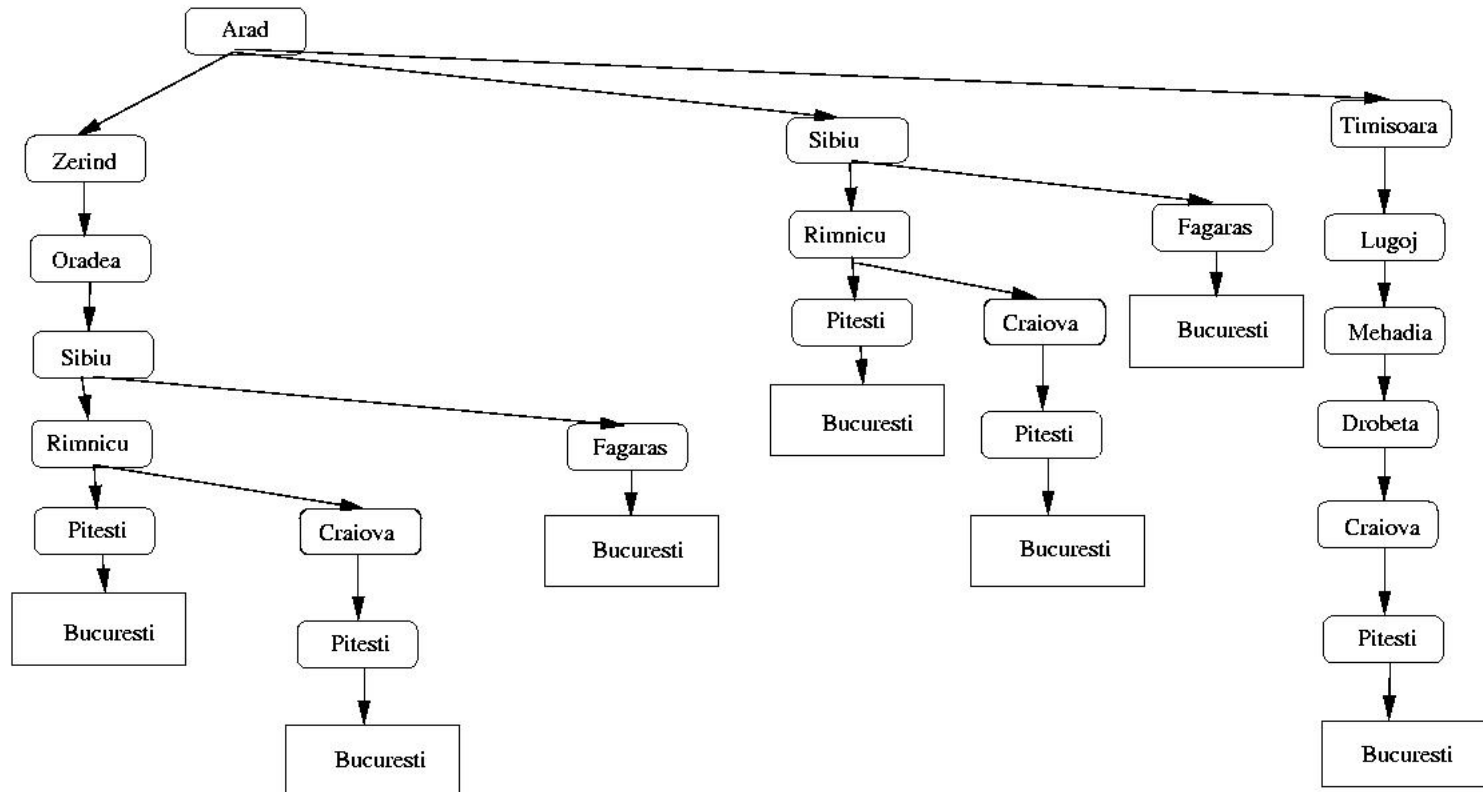 Arad
Zerind
Sibiu
Timisoara
Oradea
Rimnicu
Fagaras
Lugoj
Sibiu
Pitesti
Craiova
Bucuresti
Mehadia
Rimnicu
Fagaras
Bucuresti
Pitesti
Drobeta
Pitesti
Craiova
Bucuresti
Bucuresti
Craiova
Bucuresti
Pitesti
Pitesti
Bucuresti
Bucuresti